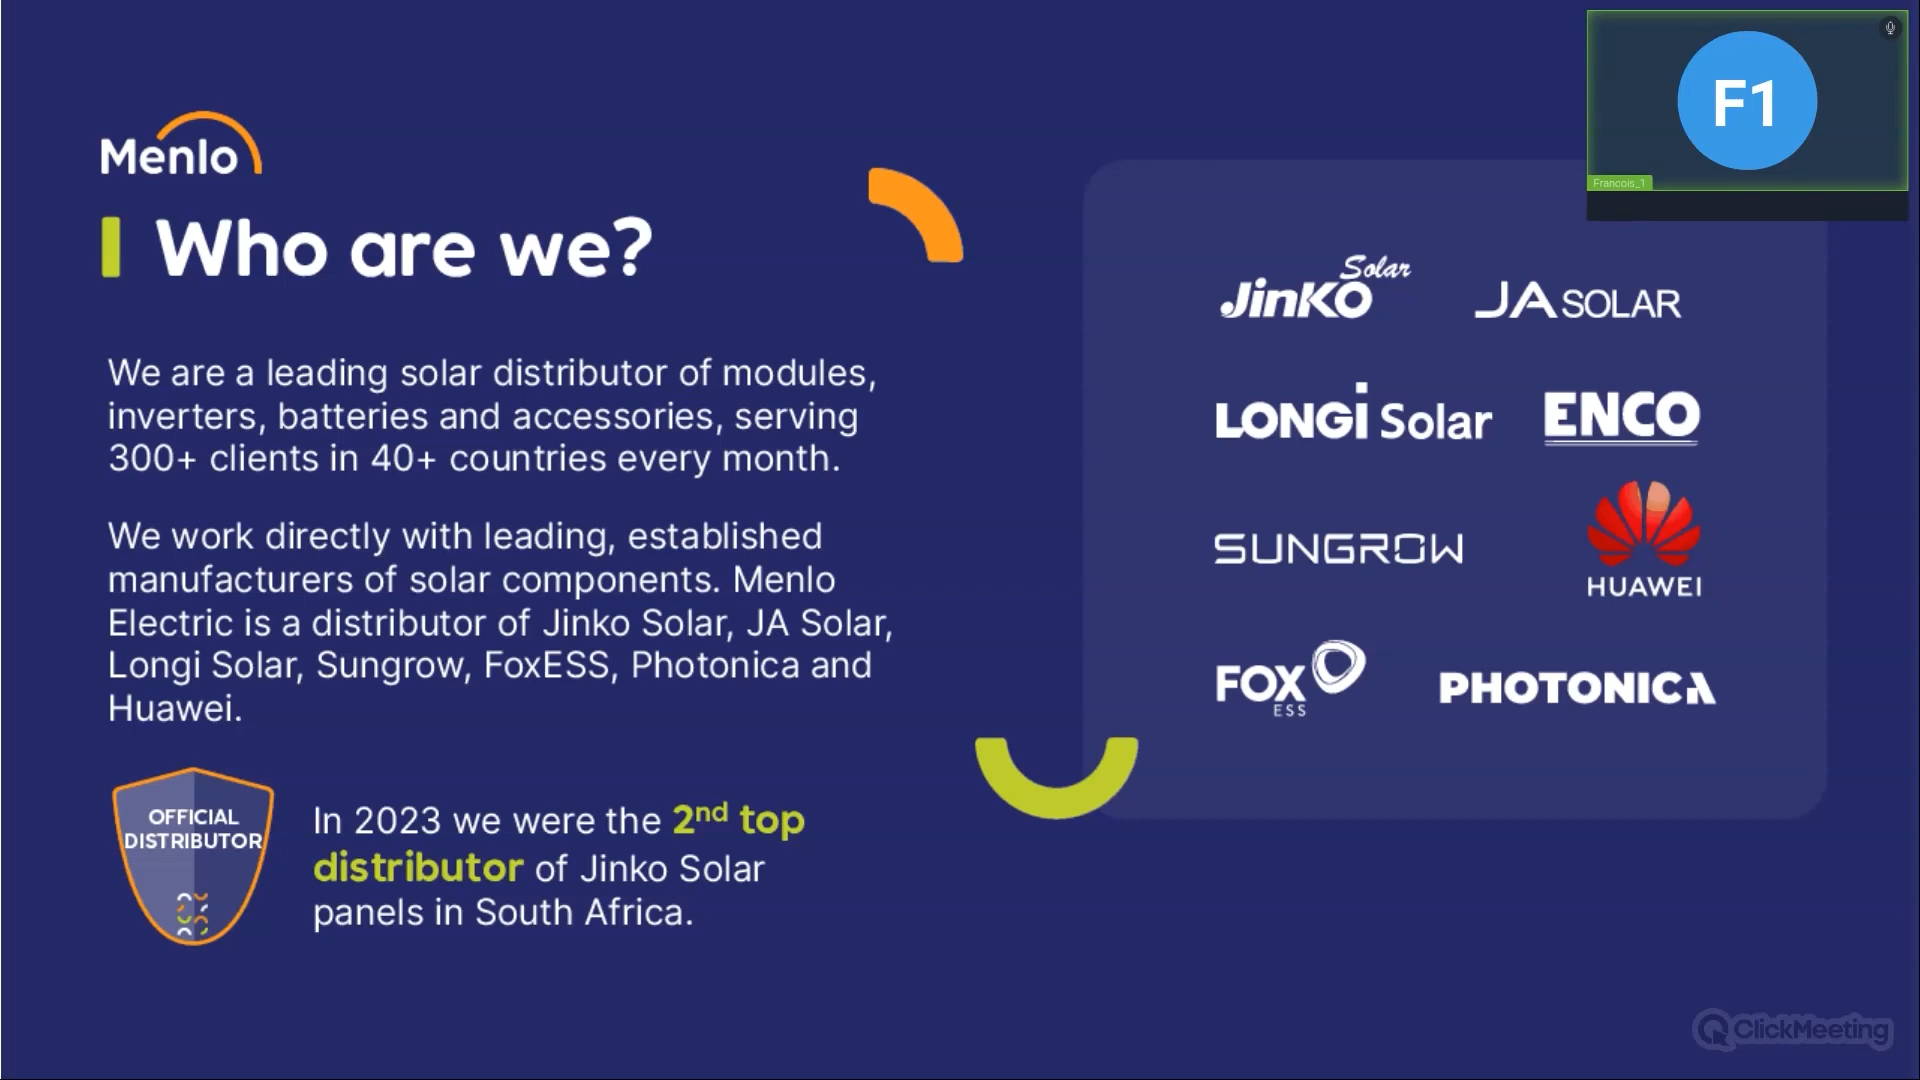 Menlo
Who are we?
We are a leading solar distributor of modules,
inverters, batteries and accessories, serving
300+ clients in 40+ countries every month.
We work directly with leading, established
manufacturers of solar components. Menlo
Electric is a distributor of Jinko Solar, JA Solar,
Longi Solar, Sungrow, FoxESS, Photonica and
Huawei.
OFFICIAL
DISTRIBUTOR
In 2023 we were the 2nd top
distributor of Jinko Solar
panels in South Africa.
F1
Francois_1
JinKO Solar
JA SOLAR
LONGi Solar
ENCO
SUNGROW
HUAWEI
FOX
ESS
PHOTONICA
ClickMeeting